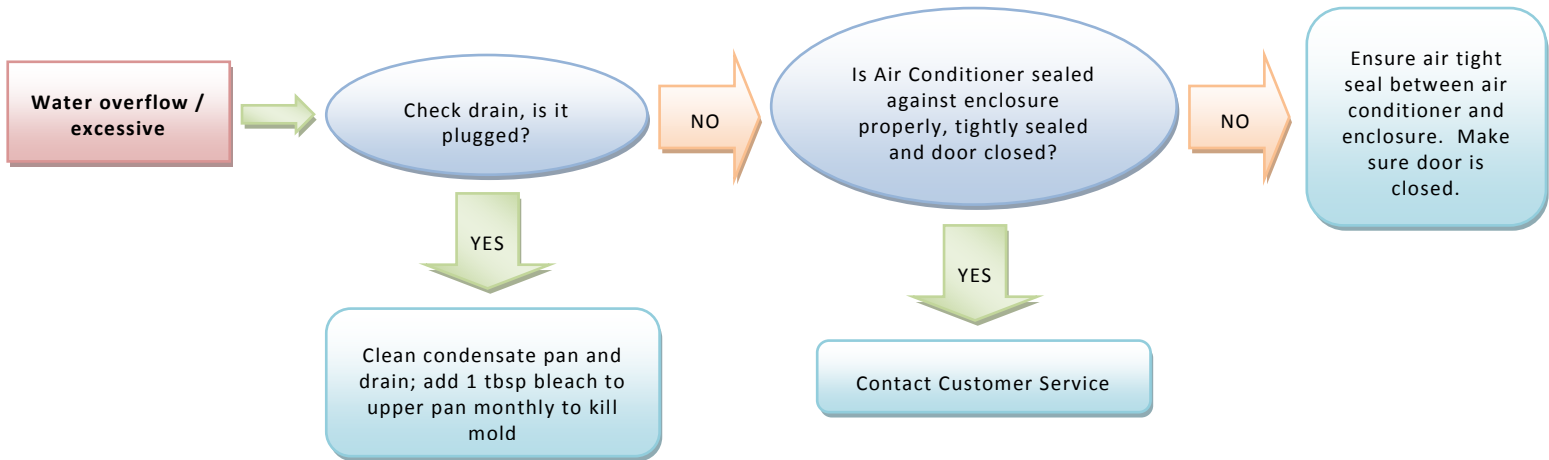 Water overflow /
excessive
Check drain, is it
plugged?
NO
Is Air Conditioner sealed
against enclosure
properly, tightly sealed
and door closed?
NO
Ensure air tight
seal between air
conditioner and
enclosure.  Make
sure door is
closed.
YES
Clean condensate pan and
drain; add 1 tbsp bleach to
upper pan monthly to kill
mold
YES
Contact Customer Service